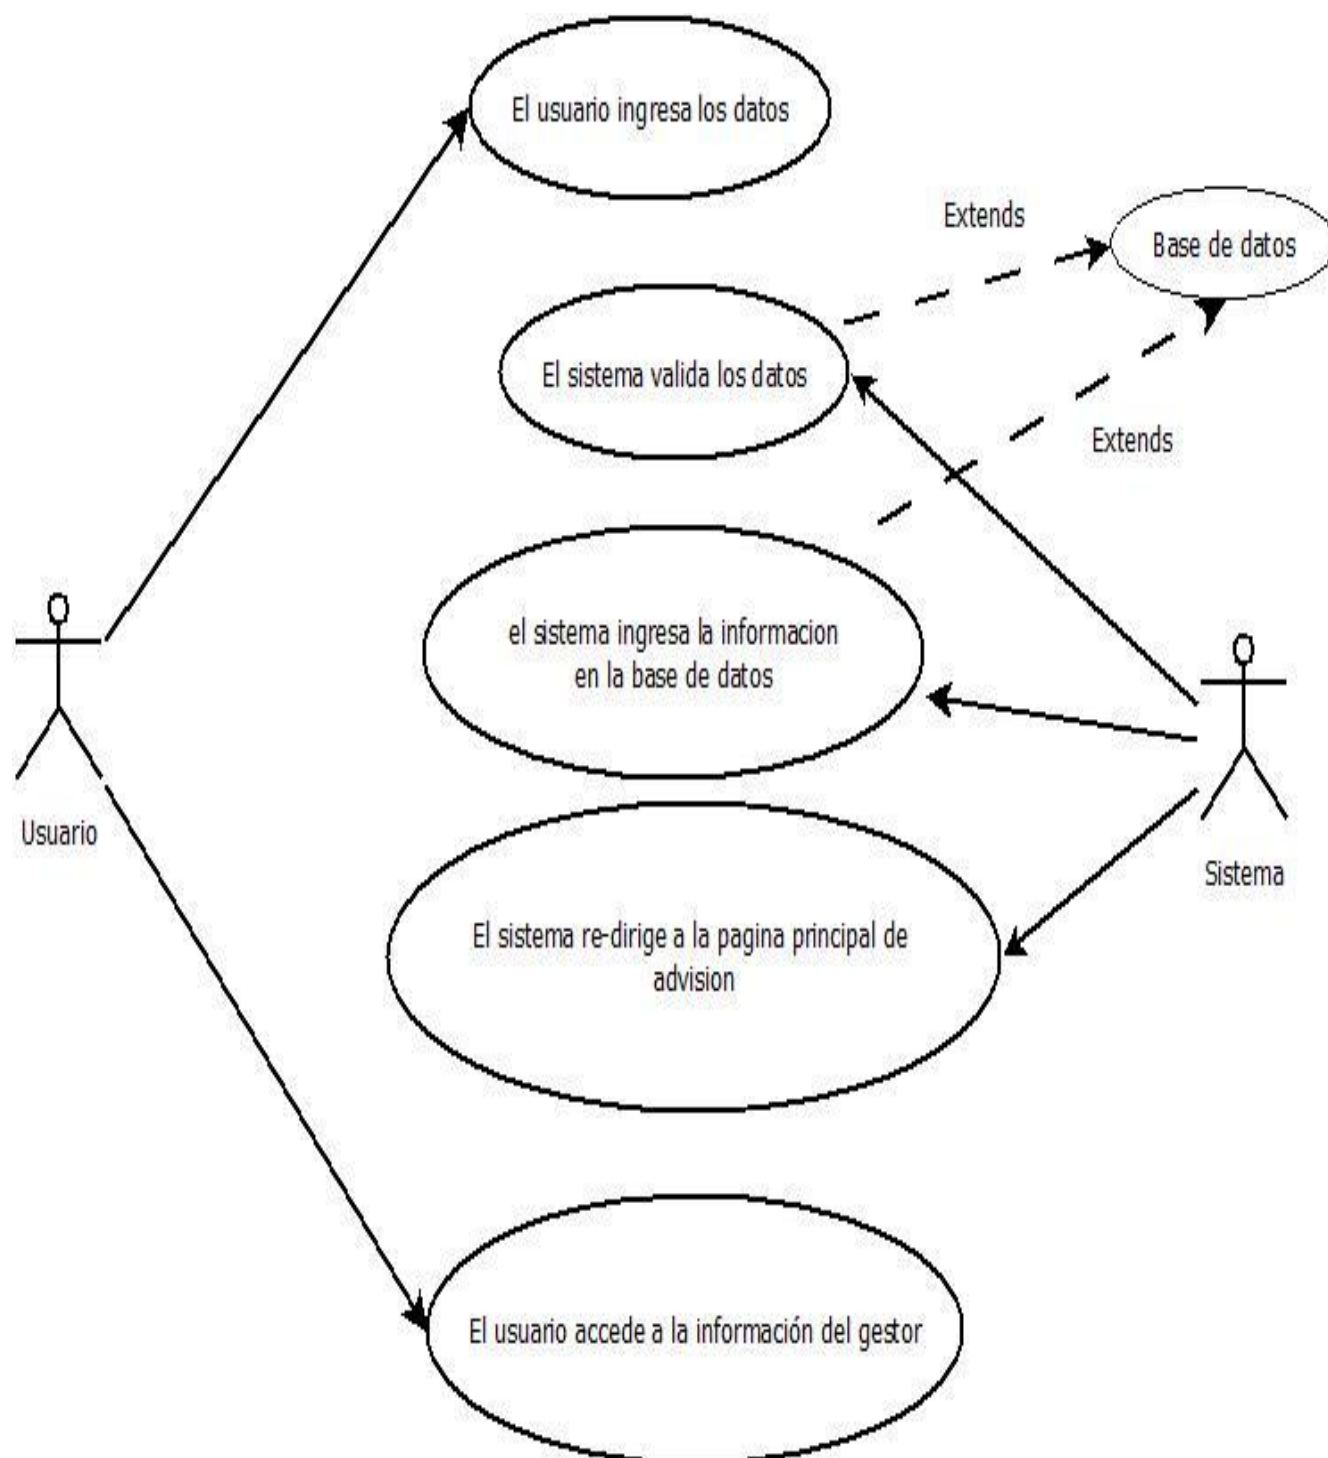 El usuario ingresa los datos
Extends
Base de datos
El sistema valida los datos
Extends
el sistema ingresa la informacion
en la base de datos
Usuario
Sistema
El sistema re-dirige a la pagina principal de
advision
El usuario accede a la información del gestor